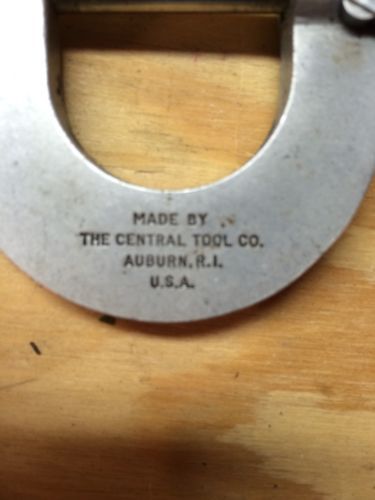 MADE BY
THE CENTRAL TOOL CO.
AUBURN, R.I.
U.S.A.